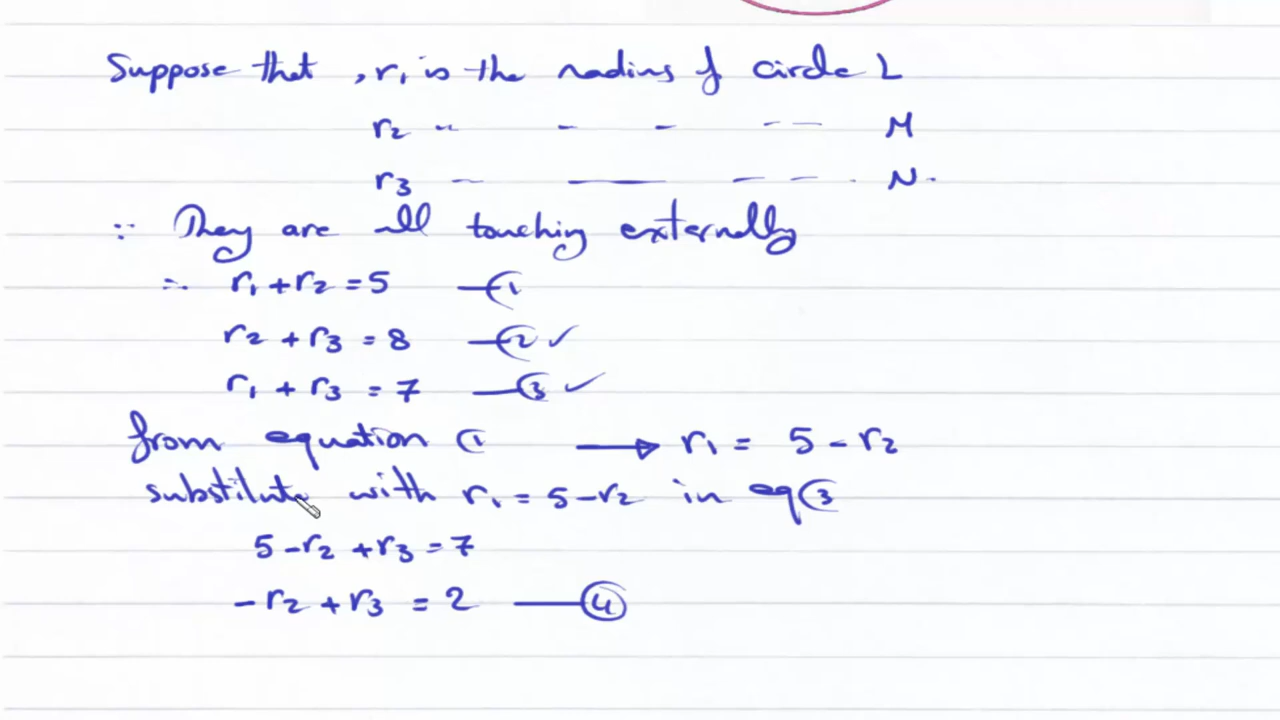 Suppose that , r₁ is the radius of circle L
r₂ " - - - - M
r₃ - — - - . N.
∵ They are all touching externally
∴ r₁ + r₂ = 5 — ①
r₂ + r₃ = 8 — ② ✓
r₁ + r₃ = 7 — ③ ✓
from equation ① → r₁ = 5 - r₂
substitute with r₁ = 5 - r₂ in eq ③
5 - r₂ + r₃ = 7
- r₂ + r₃ = 2 — ④